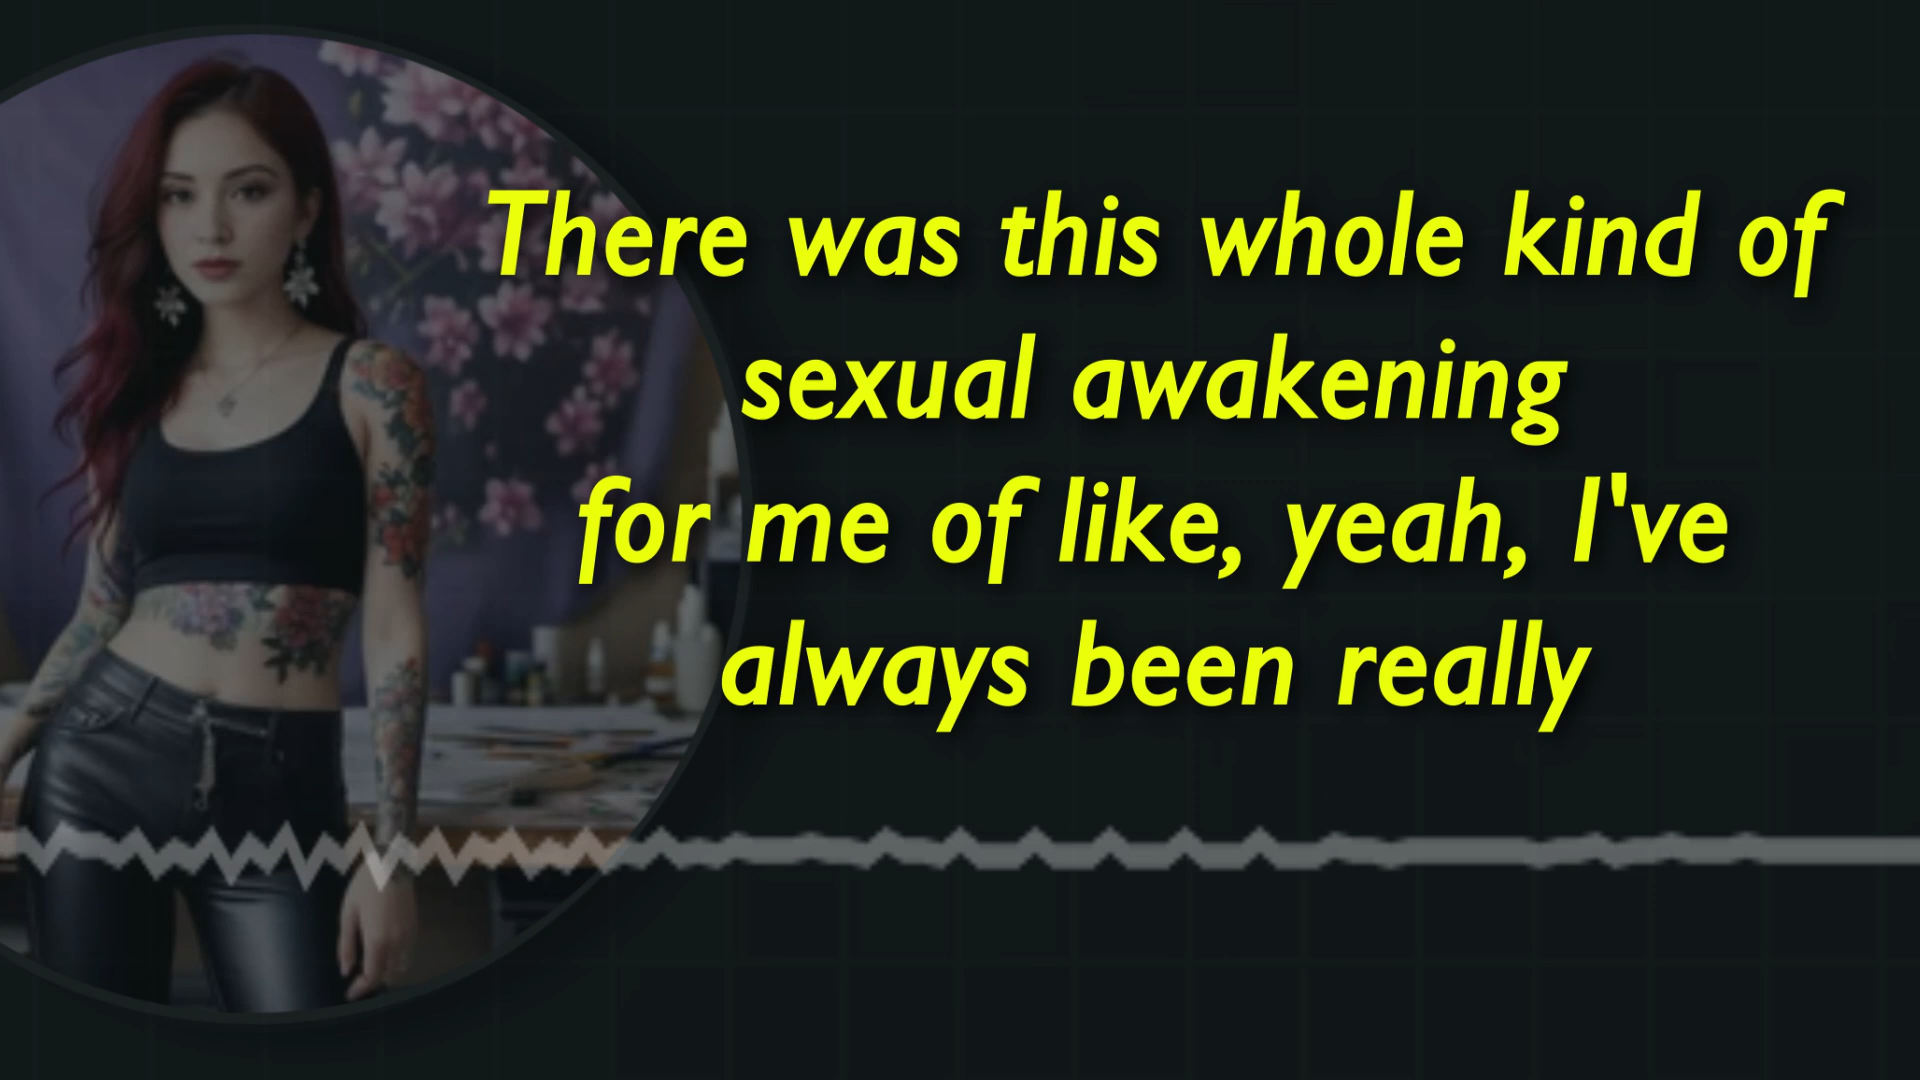 There was this whole kind of
sexual awakening
for me of like, yeah, I've
always been really